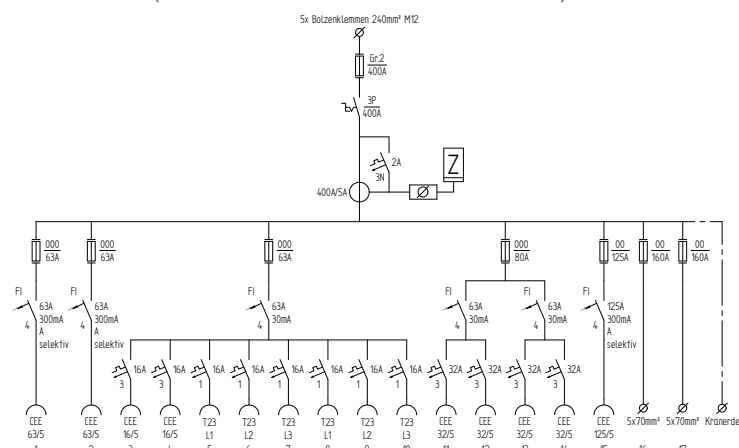 5x Bolzenklemmen 240mm² M12
Gr.2
400A
3P
400A
2A
3N
Z
400A/5A
000 000 000 000 00 00 00
63A 63A 63A 80A 125A 160A 160A
FI FI FI FI FI FI
63A 63A 63A 63A 63A 125A
300mA 300mA 30mA 30mA 30mA 300mA
4 4 4 4 4 4
A A A
selektiv selektiv selektiv
16A 16A 16A 16A 16A 16A 16A 16A 32A 32A 32A 32A
3 3 1 1 1 1 1 1 3 3 3 3
CEE CEE CEE CEE T23 T23 T23 T23 T23 T23 CEE CEE CEE CEE CEE 5x70mm² 5x70mm² Kranerde
63/5 63/5 16/5 16/5 L1 L2 L3 L1 L2 L3 32/5 32/5 32/5 32/5 125/5